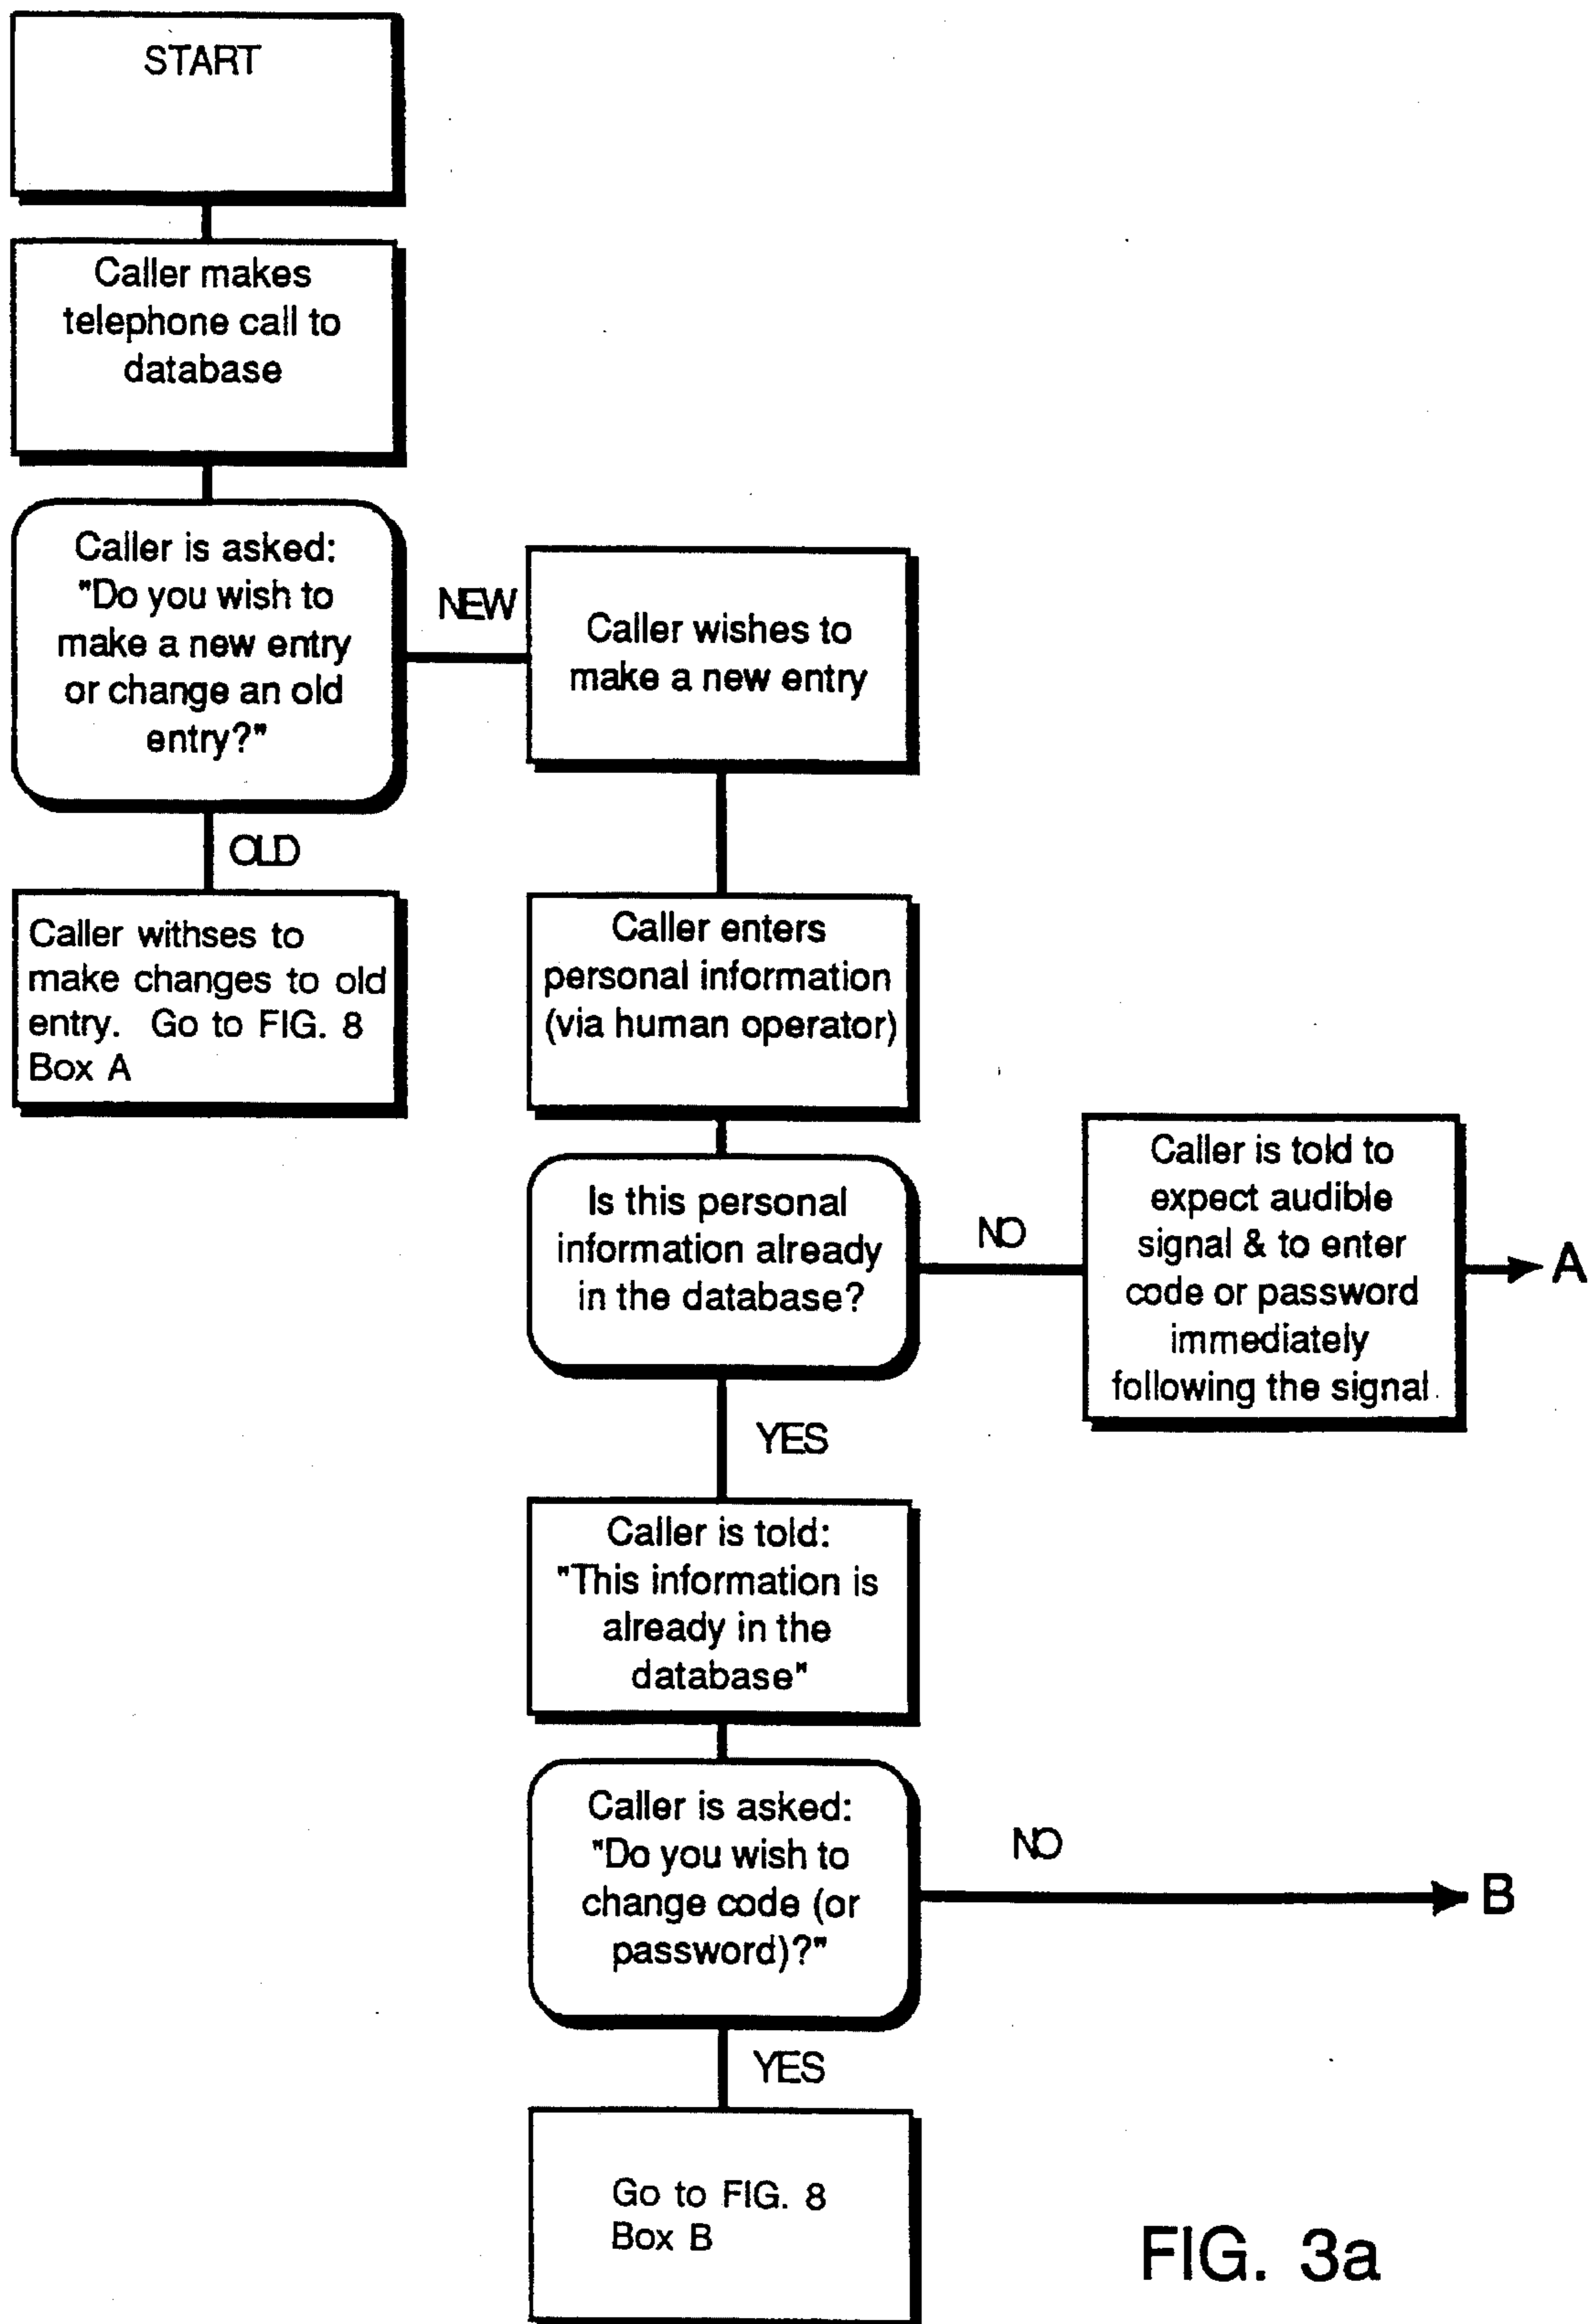 START
Caller makes
telephone call to
database
Caller is asked:
"Do you wish to
make a new entry
or change an old
entry?"
NEW
Caller wishes to
make a new entry
OLD
Caller withses to
make changes to old
entry. Go to FIG. 8
Box A
Caller enters
personal information
(via human operator)
Is this personal
information already
in the database?
NO
Caller is told to
expect audible
signal & to enter
code or password
immediately
following the signal
A
YES
Caller is told:
"This information is
already in the
database"
Caller is asked:
"Do you wish to
change code (or
password)?"
NO
B
YES
Go to FIG. 8
Box B
FIG. 3a